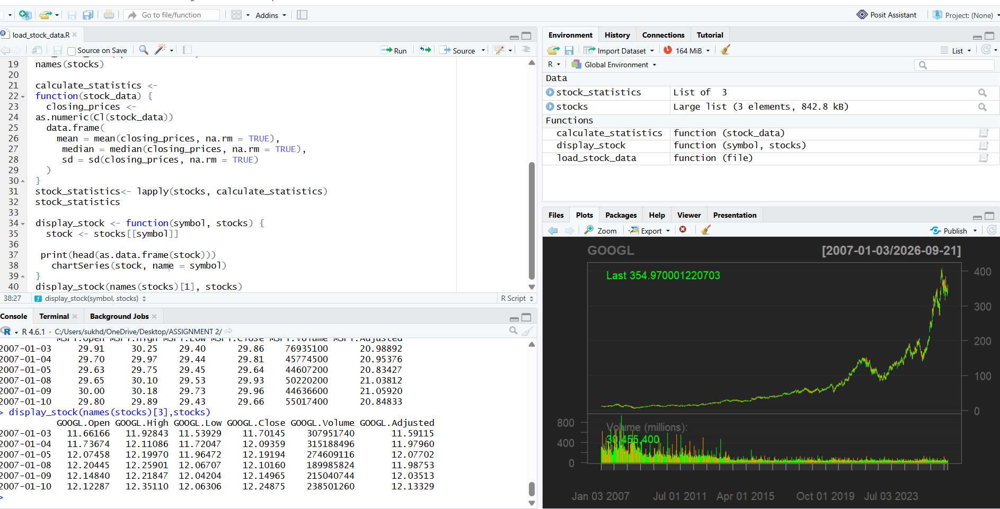 Go to file/function
Addins
Posit Assistant
Project: (None)
load_stock_data.R
Source on Save
Run
Source
19 names(stocks)
20
21 calculate_statistics <-
22 function(stock_data) {
23   closing_prices <-
24 as.numeric(Cl(stock_data))
25   data.frame(
26     mean = mean(closing_prices, na.rm = TRUE),
27      median = median(closing_prices, na.rm = TRUE),
28      sd = sd(closing_prices, na.rm = TRUE)
29   )
30 }
31 stock_statistics<- lapply(stocks, calculate_statistics)
32 stock_statistics
33
34 display_stock <- function(symbol, stocks) {
35   stock <- stocks[[symbol]]
36
37  print(head(as.data.frame(stock)))
38    chartSeries(stock, name = symbol)
39 }
40 display_stock(names(stocks)[1], stocks)
38:27
display_stock(symbol, stocks)
R Script
Console
Terminal
Background Jobs
R 4.6.1 · C:/Users/sukhd/OneDrive/Desktop/ASSIGNMENT 2/
MSFT.Open MSFT.High MSFT.Low MSFT.Close MSFT.Volume MSFT.Adjusted
2007-01-03 29.91 30.25 29.40 29.86 76935100 20.98892
2007-01-04 29.70 29.97 29.44 29.81 45774500 20.95376
2007-01-05 29.63 29.75 29.45 29.64 44607200 20.83427
2007-01-08 29.65 30.10 29.53 29.93 50220200 21.03812
2007-01-09 30.00 30.18 29.73 29.96 44636600 21.05920
2007-01-10 29.80 29.89 29.43 29.66 55017400 20.84833
> display_stock(names(stocks)[3],stocks)
GOOGL.Open GOOGL.High GOOGL.Low GOOGL.Close GOOGL.Volume GOOGL.Adjusted
2007-01-03 11.66166 11.92843 11.53929 11.70145 307951740 11.59115
2007-01-04 11.73674 12.11086 11.72047 12.09359 315188496 11.97960
2007-01-05 12.07458 12.19970 11.96472 12.19194 274609116 12.07702
2007-01-08 12.20445 12.25901 12.06707 12.10160 189985824 11.98753
2007-01-09 12.14840 12.21847 12.04204 12.14965 215040744 12.03513
2007-01-10 12.12287 12.35110 12.06306 12.24875 238501260 12.13329
>
Environment
History
Connections
Tutorial
Import Dataset
164 MiB
List
R
Global Environment
Data
stock_statistics List of  3
stocks Large list (3 elements, 842.8 kB)
Functions
calculate_statistics function (stock_data)
display_stock function (symbol, stocks)
load_stock_data function (file)
Files
Plots
Packages
Help
Viewer
Presentation
Zoom
Export
Publish
GOOGL
[2007-01-03/2026-09-21]
Last 354.970001220703
400
300
200
100
0
Volume (millions):
30,455,400
800
400
0
Jan 03 2007
Jul 01 2011
Apr 01 2015
Oct 01 2019
Jul 03 2023